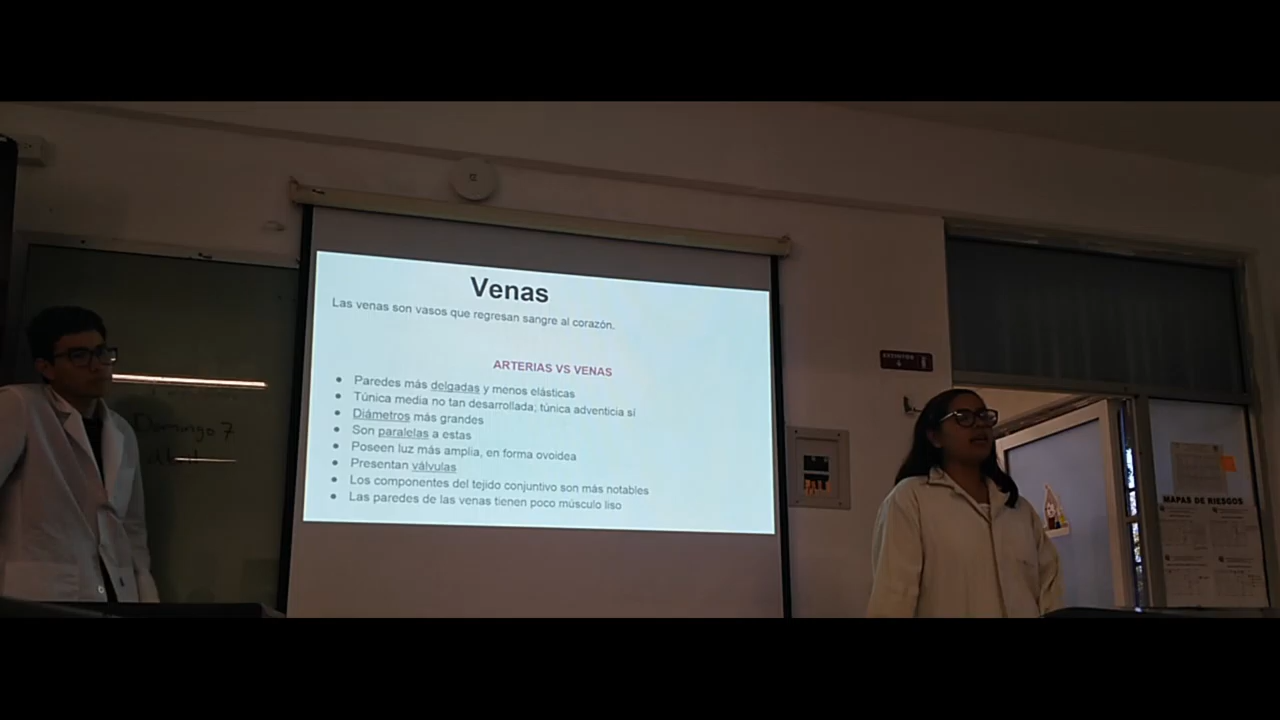 Venas
Las venas son vasos que regresan sangre al corazón.
ARTERIAS VS VENAS
● Paredes más delgadas y menos elásticas
● Túnica media no tan desarrollada; túnica adventicia sí
● Diámetros más grandes
● Son paralelas a estas
● Poseen luz más amplia, en forma ovoidea
● Presentan válvulas
● Los componentes del tejido conjuntivo son más notables
● Las paredes de las venas tienen poco músculo liso
Domingo 7
EXTINTOR
MAPAS DE RIESGOS